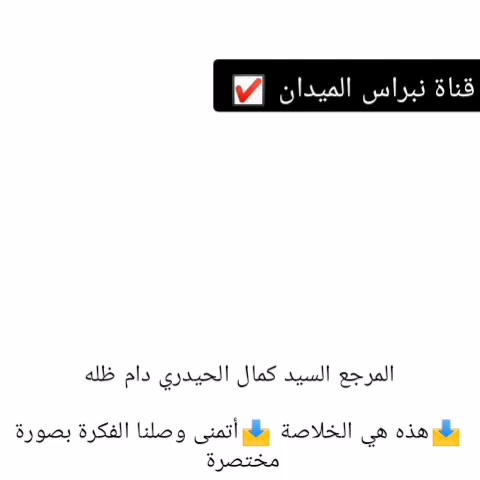 قناة نبراس الميدان ✔
المرجع السيد كمال الحيدري دام ظله
📩هذه هي الخلاصة 📩أتمنى وصلنا الفكرة بصورة
مختصرة